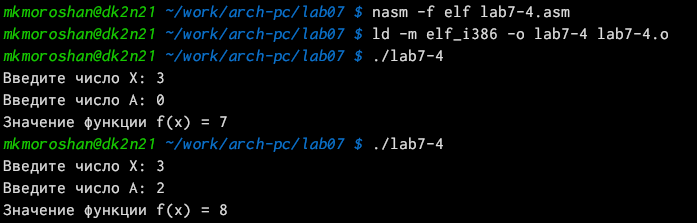 mkmoroshan@dk2n21 ~/work/arch-pc/lab07 $ nasm -f elf lab7-4.asm
mkmoroshan@dk2n21 ~/work/arch-pc/lab07 $ ld -m elf_i386 -o lab7-4 lab7-4.o
mkmoroshan@dk2n21 ~/work/arch-pc/lab07 $ ./lab7-4
Введите число X: 3
Введите число A: 0
Значение функции f(x) = 7
mkmoroshan@dk2n21 ~/work/arch-pc/lab07 $ ./lab7-4
Введите число X: 3
Введите число A: 2
Значение функции f(x) = 8